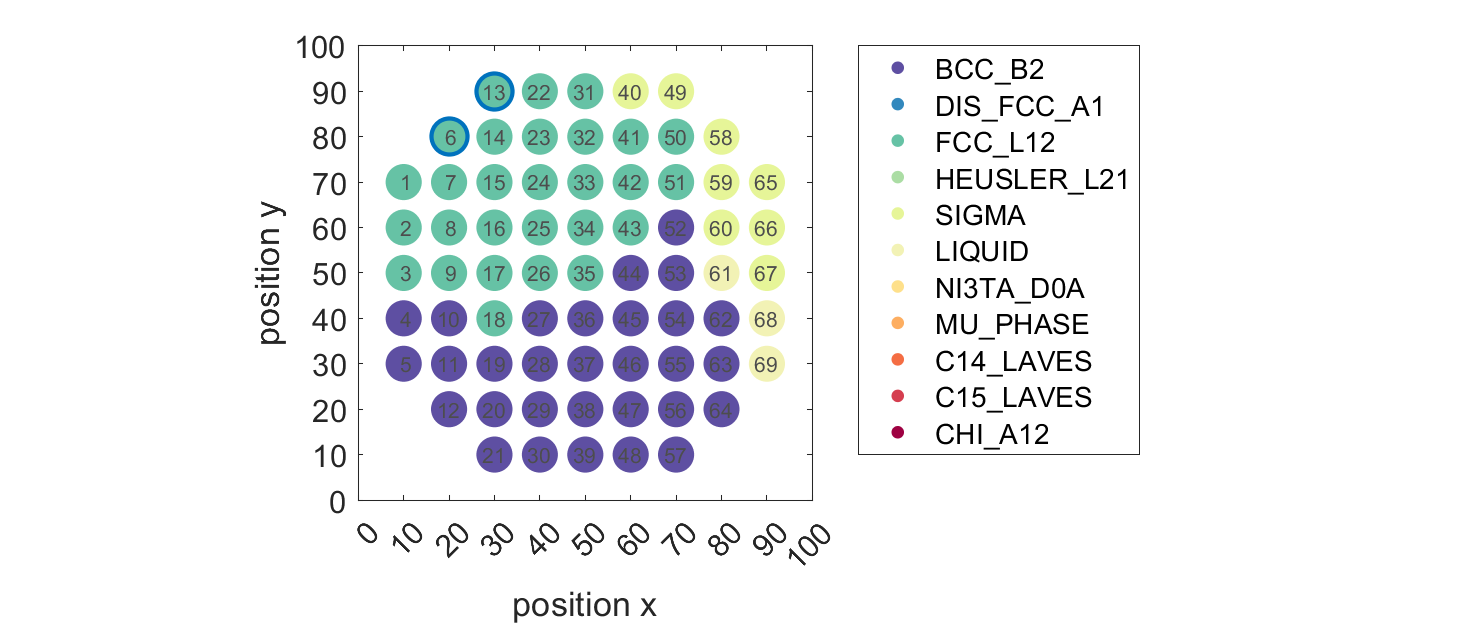 100
90
80
70
60
50
40
30
20
10
0
position y
13 22 31 40 49
6 14 23 32 41 50 58
1 7 15 24 33 42 51 59 65
2 8 16 25 34 43 52 60 66
3 9 17 26 35 44 53 61 67
4 10 18 27 36 45 54 62 68
5 11 19 28 37 46 55 63 69
12 20 29 38 47 56 64
21 30 39 48 57
0 10 20 30 40 50 60 70 80 90 100
position x
BCC_B2
DIS_FCC_A1
FCC_L12
HEUSLER_L21
SIGMA
LIQUID
NI3TA_D0A
MU_PHASE
C14_LAVES
C15_LAVES
CHI_A12